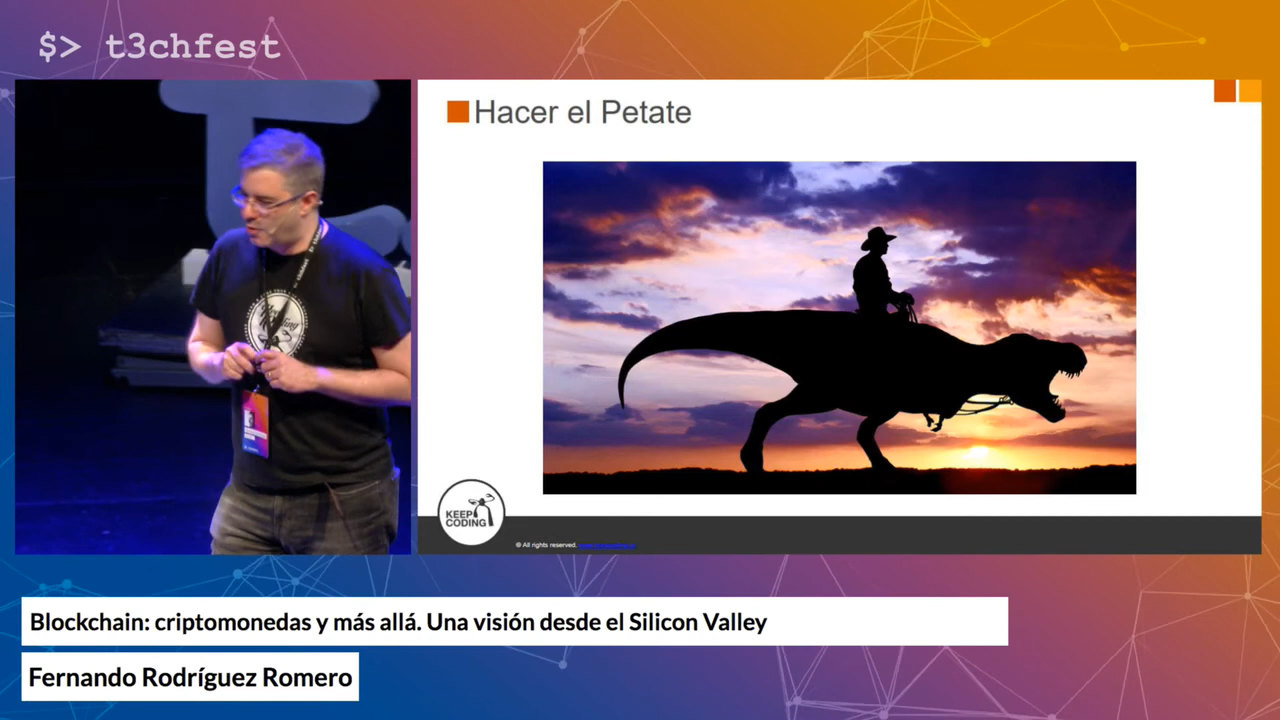 $> t3chfest
Hacer el Petate
KEEP
CODING
© All rights reserved.
Blockchain: criptomonedas y más allá. Una visión desde el Silicon Valley
Fernando Rodríguez Romero